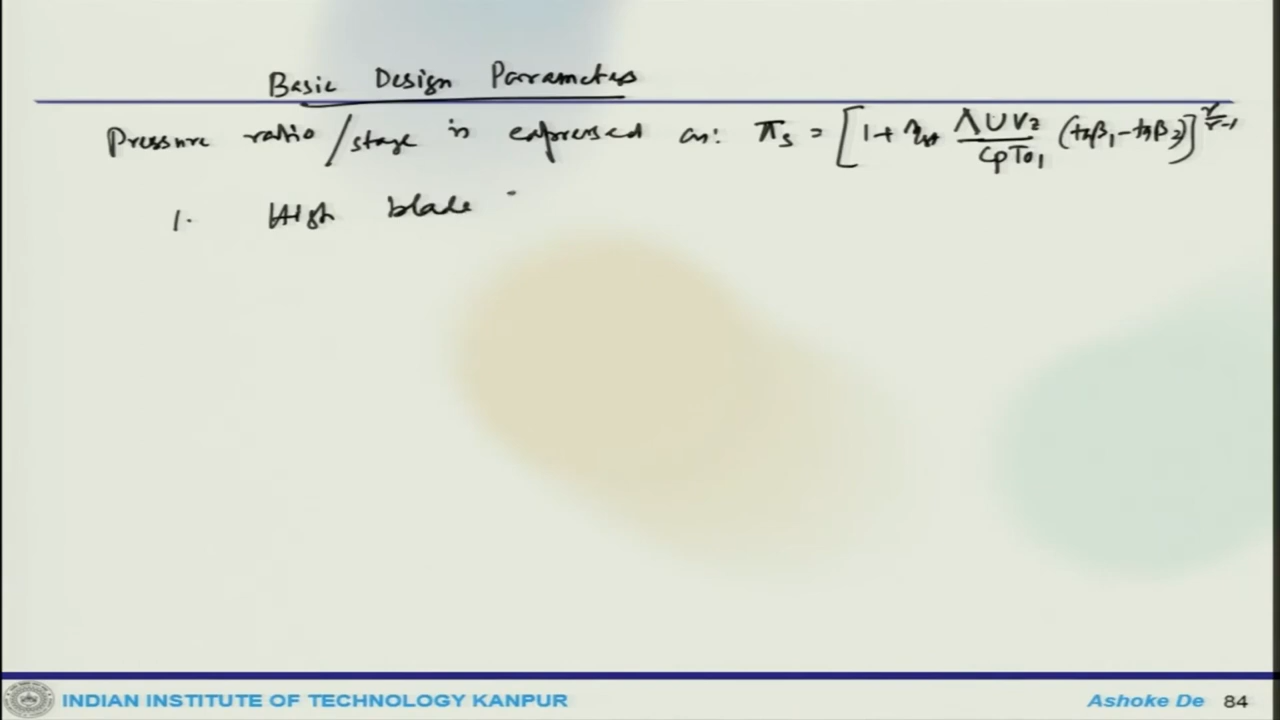 Basic Design Parameters
Pressure ratio/stage is expressed as: πₛ = [1 + ηst ΛUV₂/CpT₀₁ (tanβ₁ - tanβ₂)]^γ/γ-1
1. High blade
INDIAN INSTITUTE OF TECHNOLOGY KANPUR
Ashoke De 84